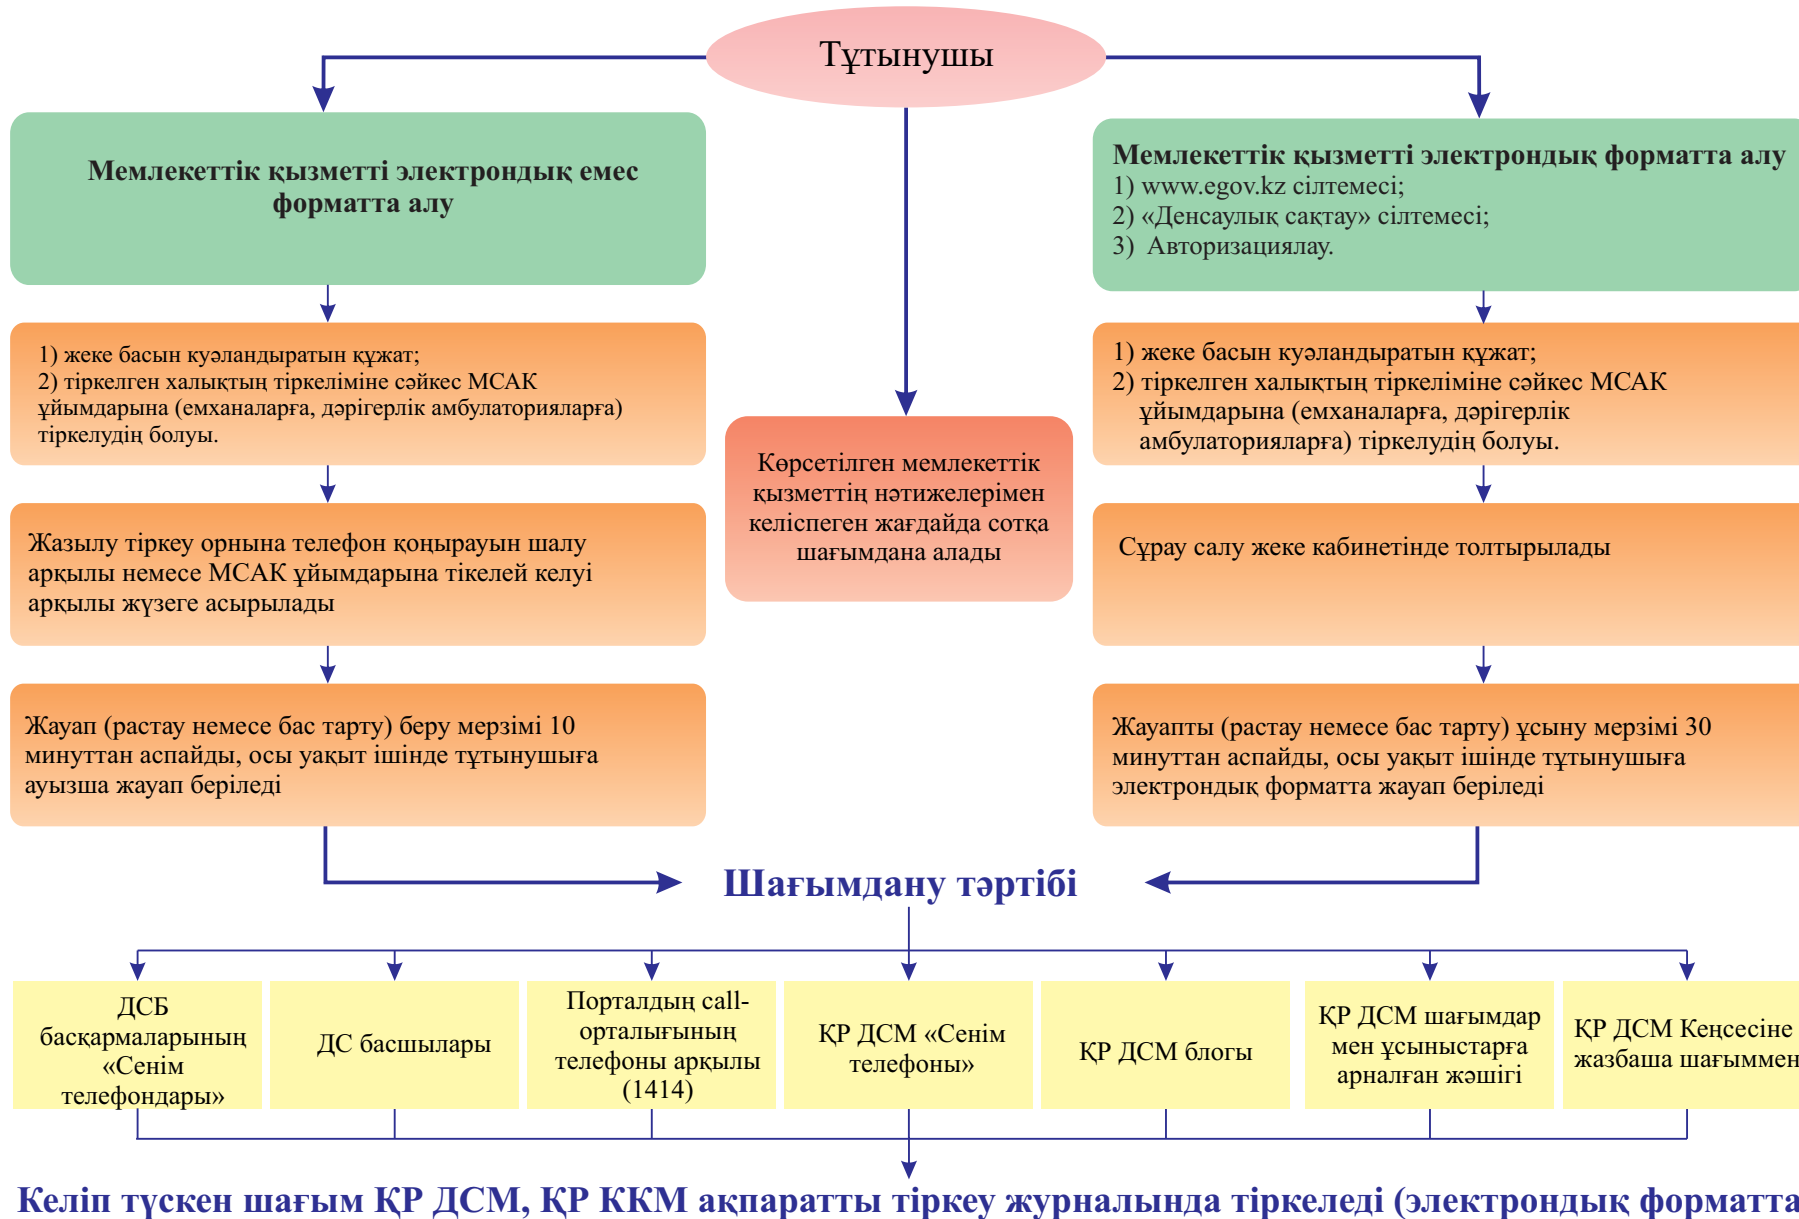 Тұтынушы
Мемлекеттік қызметті электрондық емес
форматта алу
Мемлекеттік қызметті электрондық форматта алу
1) www.egov.kz сілтемесі;
2) «Денсаулық сақтау» сілтемесі;
3) Авторизациялау.
1) жеке басын куәландыратын құжат;
2) тіркелген халықтың тіркеліміне сәйкес МСАК
ұйымдарына (емханаларға, дәрігерлік амбулаторияларға)
тіркелудің болуы.
1) жеке басын куәландыратын құжат;
2) тіркелген халықтың тіркеліміне сәйкес МСАК
ұйымдарына (емханаларға, дәрігерлік
амбулаторияларға) тіркелудің болуы.
Көрсетілген мемлекеттік
қызметтің нәтижелерімен
келіспеген жағдайда сотқа
шағымдана алады
Жазылу тіркеу орнына телефон қоңырауын шалу
арқылы немесе МСАК ұйымдарына тікелей келуі
арқылы жүзеге асырылады
Сұрау салу жеке кабинетінде толтырылады
Жауап (растау немесе бас тарту) беру мерзімі 10
минуттан аспайды, осы уақыт ішінде тұтынушыға
ауызша жауап беріледі
Жауапты (растау немесе бас тарту) ұсыну мерзімі 30
минуттан аспайды, осы уақыт ішінде тұтынушыға
электрондық форматта жауап беріледі
Шағымдану тәртібі
ДСБ
басқармаларының
«Сенім
телефондары»
ДС басшылары
Порталдың call-
орталығының
телефоны арқылы
(1414)
ҚР ДСМ «Сенім
телефоны»
ҚР ДСМ блогы
ҚР ДСМ шағымдар
мен ұсыныстарға
арналған жәшігі
ҚР ДСМ Кеңсесіне
жазбаша шағыммен
Келіп түскен шағым ҚР ДСМ, ҚР ККМ ақпаратты тіркеу журналында тіркеледі (электрондық форматта